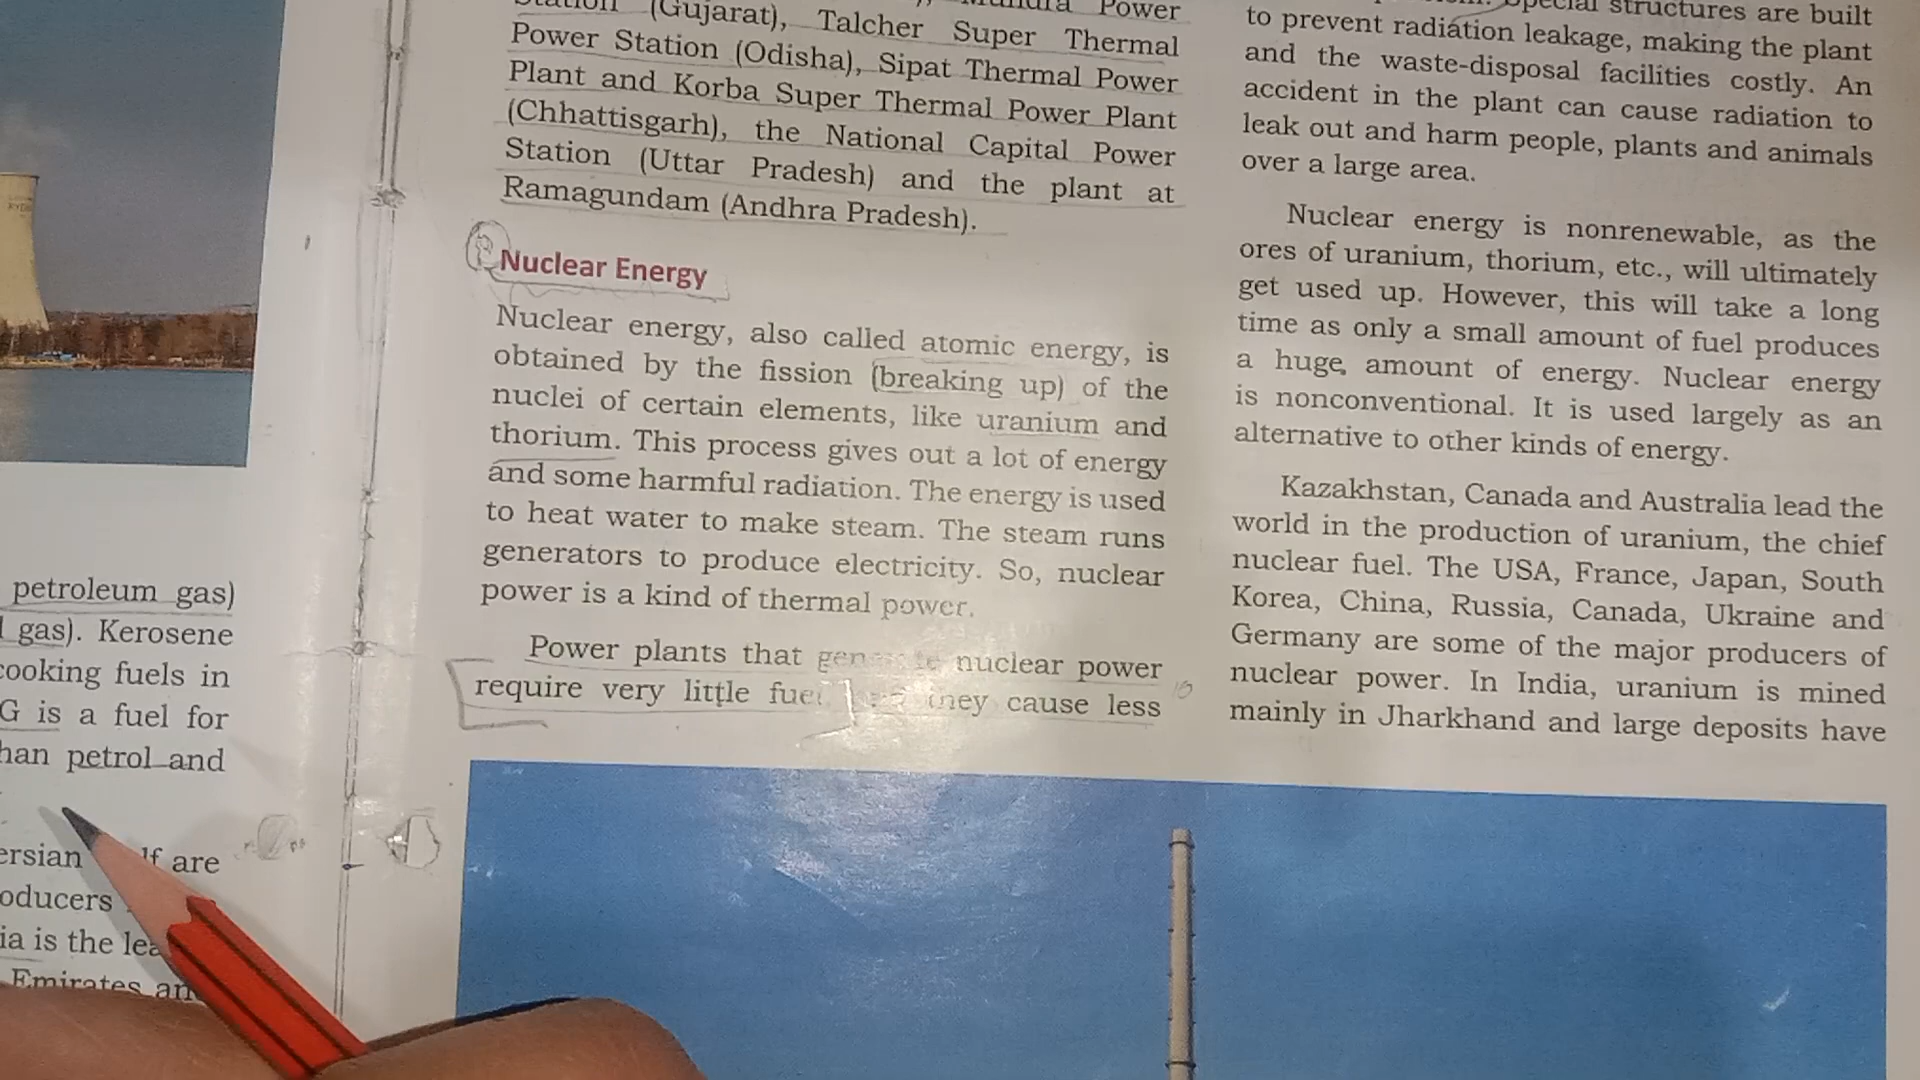 petroleum gas)
gas). Kerosene
cooking fuels in
G is a fuel for
han petrol and
ersian lf are
oducers
ia is the lea
Emirates an
Station (Gujarat), Mundra Power
Talcher Super Thermal
Power Station (Odisha), Sipat Thermal Power
Plant and Korba Super Thermal Power Plant
(Chhattisgarh), the National Capital Power
Station (Uttar Pradesh) and the plant at
Ramagundam (Andhra Pradesh).
Nuclear Energy
Nuclear energy, also called atomic energy, is
obtained by the fission (breaking up) of the
nuclei of certain elements, like uranium and
thorium. This process gives out a lot of energy
and some harmful radiation. The energy is used
to heat water to make steam. The steam runs
generators to produce electricity. So, nuclear
power is a kind of thermal power.
Power plants that generate nuclear power
require very little fuel they cause less
Special structures are built
to prevent radiation leakage, making the plant
and the waste-disposal facilities costly. An
accident in the plant can cause radiation to
leak out and harm people, plants and animals
over a large area.
Nuclear energy is nonrenewable, as the
ores of uranium, thorium, etc., will ultimately
get used up. However, this will take a long
time as only a small amount of fuel produces
a huge amount of energy. Nuclear energy
is nonconventional. It is used largely as an
alternative to other kinds of energy.
Kazakhstan, Canada and Australia lead the
world in the production of uranium, the chief
nuclear fuel. The USA, France, Japan, South
Korea, China, Russia, Canada, Ukraine and
Germany are some of the major producers of
nuclear power. In India, uranium is mined
mainly in Jharkhand and large deposits have